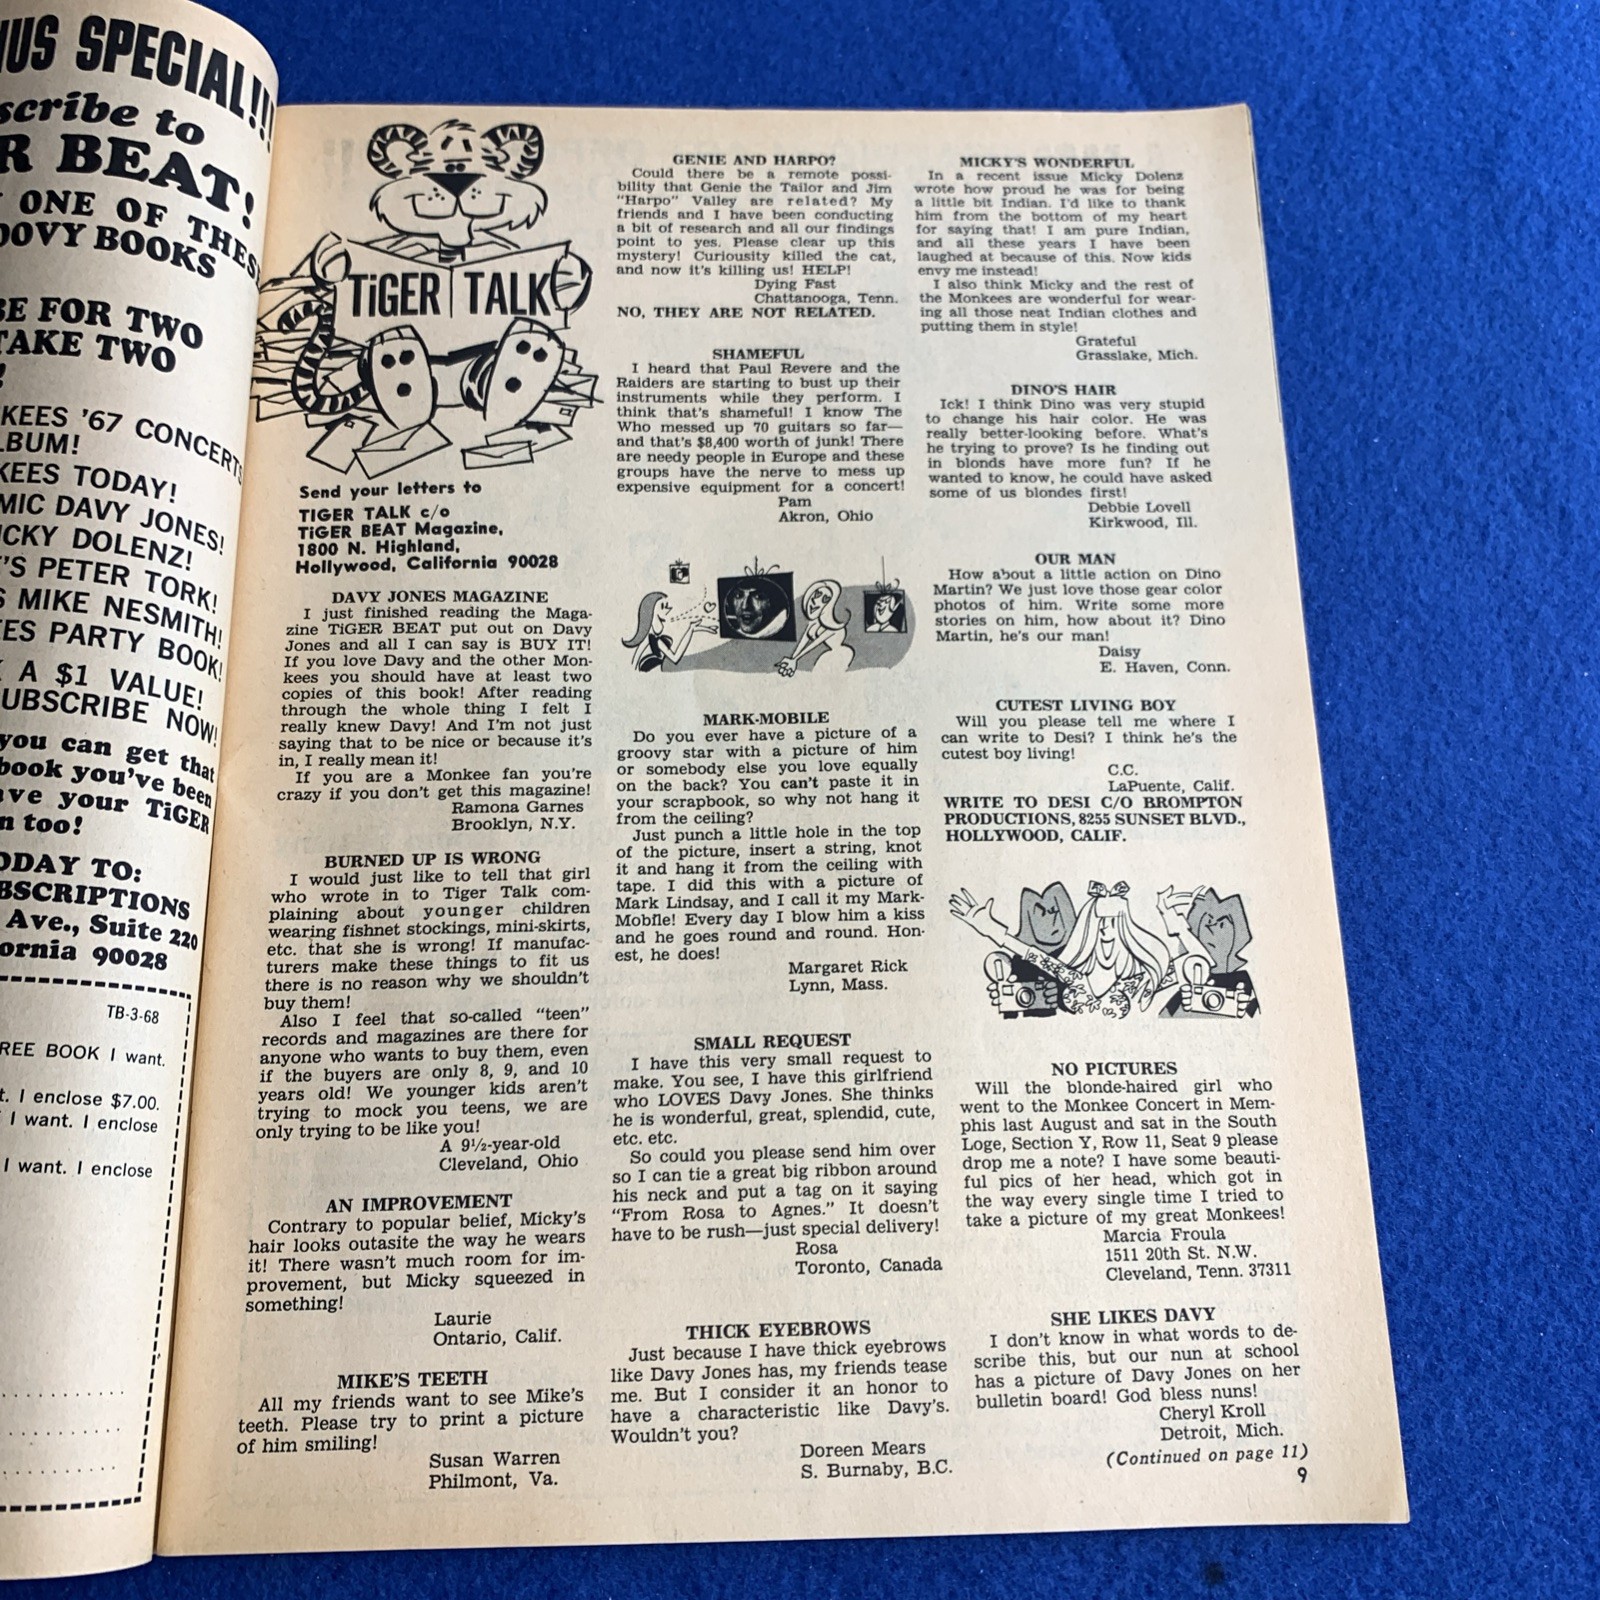 NUS SPECIAL!!!
scribe to
R BEAT!
ONE OF THES
OOVY BOOKS
BE FOR TWO
TAKE TWO
!
KEES '67 CONCERTS
LBUM!
KEES TODAY!
MIC DAVY JONES!
ICKY DOLENZ!
'S PETER TORK!
S MIKE NESMITH!
EES PARTY BOOK!
A $1 VALUE!
UBSCRIBE NOW!
you can get that
book you've been
ave your TiGER
n too!
ODAY TO:
BSCRIPTIONS
Ave., Suite 220
ornia 90028
TB-3-68
REE BOOK I want.
t. I enclose $7.00.
I want. I enclose
I want. I enclose
TiGER TALK
Send your letters to
TIGER TALK c/o
TiGER BEAT Magazine,
1800 N. Highland,
Hollywood, California 90028
DAVY JONES MAGAZINE
I just finished reading the Maga-
zine TiGER BEAT put out on Davy
Jones and all I can say is BUY IT!
If you love Davy and the other Mon-
kees you should have at least two
copies of this book! After reading
through the whole thing I felt I
really knew Davy! And I'm not just
saying that to be nice or because it's
in, I really mean it!
If you are a Monkee fan you're
crazy if you don't get this magazine!
Ramona Garnes
Brooklyn, N.Y.
BURNED UP IS WRONG
I would just like to tell that girl
who wrote in to Tiger Talk com-
plaining about younger children
wearing fishnet stockings, mini-skirts,
etc. that she is wrong! If manufac-
turers make these things to fit us
there is no reason why we shouldn't
buy them!
Also I feel that so-called "teen"
records and magazines are there for
anyone who wants to buy them, even
if the buyers are only 8, 9, and 10
years old! We younger kids aren't
trying to mock you teens, we are
only trying to be like you!
A 9½-year-old
Cleveland, Ohio
AN IMPROVEMENT
Contrary to popular belief, Micky's
hair looks outasite the way he wears
it! There wasn't much room for im-
provement, but Micky squeezed in
something!
Laurie
Ontario, Calif.
MIKE'S TEETH
All my friends want to see Mike's
teeth. Please try to print a picture
of him smiling!
Susan Warren
Philmont, Va.
GENIE AND HARPO?
Could there be a remote possi-
bility that Genie the Tailor and Jim
"Harpo" Valley are related? My
friends and I have been conducting
a bit of research and all our findings
point to yes. Please clear up this
mystery! Curiousity killed the cat,
and now it's killing us! HELP!
Dying Fast
Chattanooga, Tenn.
NO, THEY ARE NOT RELATED.
SHAMEFUL
I heard that Paul Revere and the
Raiders are starting to bust up their
instruments while they perform. I
think that's shameful! I know The
Who messed up 70 guitars so far—
and that's $8,400 worth of junk! There
are needy people in Europe and these
groups have the nerve to mess up
expensive equipment for a concert!
Pam
Akron, Ohio
MARK-MOBILE
Do you ever have a picture of a
groovy star with a picture of him
or somebody else you love equally
on the back? You can't paste it in
your scrapbook, so why not hang it
from the ceiling?
Just punch a little hole in the top
of the picture, insert a string, knot
it and hang it from the ceiling with
tape. I did this with a picture of
Mark Lindsay, and I call it my Mark-
Mobile! Every day I blow him a kiss
and he goes round and round. Hon-
est, he does!
Margaret Rick
Lynn, Mass.
SMALL REQUEST
I have this very small request to
make. You see, I have this girlfriend
who LOVES Davy Jones. She thinks
he is wonderful, great, splendid, cute,
etc. etc.
So could you please send him over
so I can tie a great big ribbon around
his neck and put a tag on it saying
"From Rosa to Agnes." It doesn't
have to be rush—just special delivery!
Rosa
Toronto, Canada
THICK EYEBROWS
Just because I have thick eyebrows
like Davy Jones has, my friends tease
me. But I consider it an honor to
have a characteristic like Davy's.
Wouldn't you?
Doreen Mears
S. Burnaby, B.C.
MICKY'S WONDERFUL
In a recent issue Micky Dolenz
wrote how proud he was for being
a little bit Indian. I'd like to thank
him from the bottom of my heart
for saying that! I am pure Indian,
and all these years I have been
laughed at because of this. Now kids
envy me instead!
I also think Micky and the rest of
the Monkees are wonderful for wear-
ing all those neat Indian clothes and
putting them in style!
Grateful
Grasslake, Mich.
DINO'S HAIR
Ick! I think Dino was very stupid
to change his hair color. He was
really better-looking before. What's
he trying to prove? Is he finding out
in blonds have more fun? If he
wanted to know, he could have asked
some of us blondes first!
Debbie Lovell
Kirkwood, Ill.
OUR MAN
How about a little action on Dino
Martin? We just love those gear color
photos of him. Write some more
stories on him, how about it? Dino
Martin, he's our man!
Daisy
E. Haven, Conn.
CUTEST LIVING BOY
Will you please tell me where I
can write to Desi? I think he's the
cutest boy living!
C.C.
LaPuente, Calif.
WRITE TO DESI C/O BROMPTON
PRODUCTIONS, 8255 SUNSET BLVD.,
HOLLYWOOD, CALIF.
NO PICTURES
Will the blonde-haired girl who
went to the Monkee Concert in Mem-
phis last August and sat in the South
Loge, Section Y, Row 11, Seat 9 please
drop me a note? I have some beauti-
ful pics of her head, which got in
the way every single time I tried to
take a picture of my great Monkees!
Marcia Froula
1511 20th St. N.W.
Cleveland, Tenn. 37311
SHE LIKES DAVY
I don't know in what words to de-
scribe this, but our nun at school
has a picture of Davy Jones on her
bulletin board! God bless nuns!
Cheryl Kroll
Detroit, Mich.
(Continued on page 11)
9